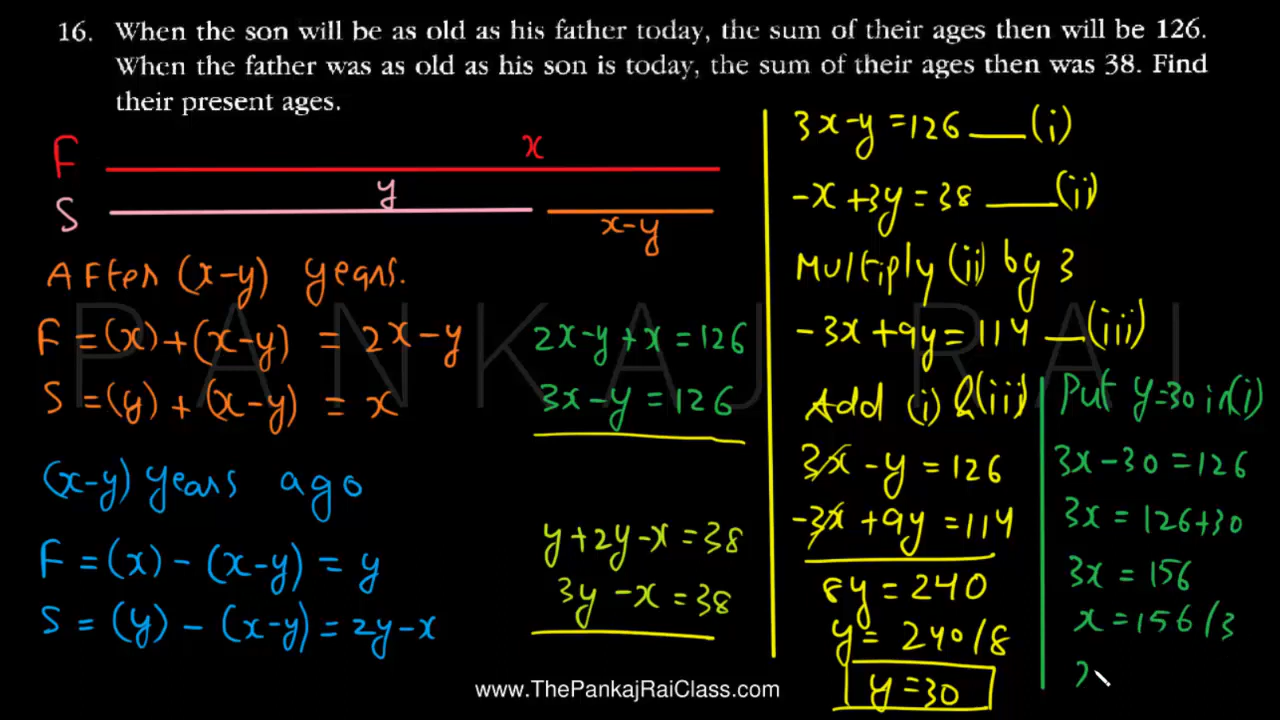 16. When the son will be as old as his father today, the sum of their ages then will be 126.
When the father was as old as his son is today, the sum of their ages then was 38. Find
their present ages.
F x
S y x-y
After (x-y) years.
F = (x)+(x-y) = 2x-y
S = (y)+(x-y) = x
2x-y+x=126
3x-y=126
(x-y) years ago
F = (x)-(x-y) = y
S = (y)-(x-y) = 2y-x
y+2y-x=38
3y-x=38
3x-y=126 (i)
-x+3y=38 (ii)
Multiply (ii) by 3
-3x+9y=114 (iii)
Add (i) & (iii)
3x-y=126
-3x+9y=114
8y=240
y=240/8
y=30
Put y=30 in (i)
3x-30=126
3x=126+30
3x=156
x=156/3
PANKAJ RAI
www.ThePankajRaiClass.com